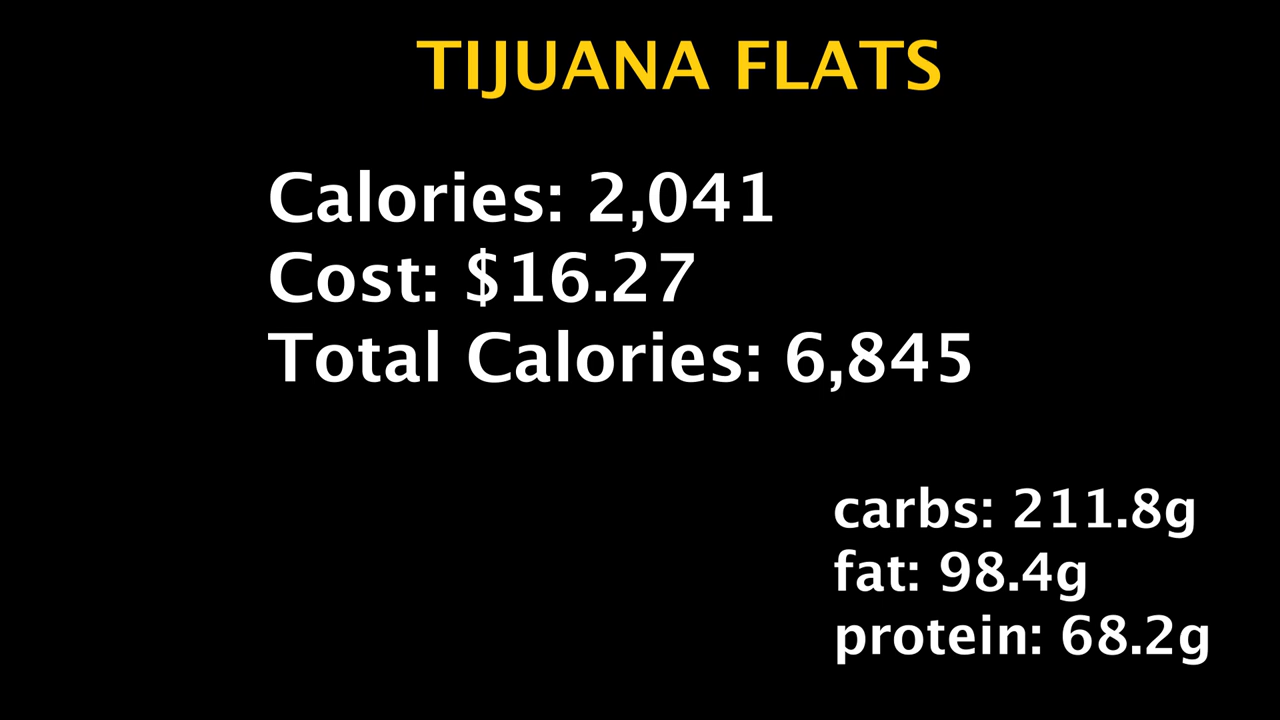 TIJUANA FLATS
Calories: 2,041
Cost: $16.27
Total Calories: 6,845
carbs: 211.8g
fat: 98.4g
protein: 68.2g